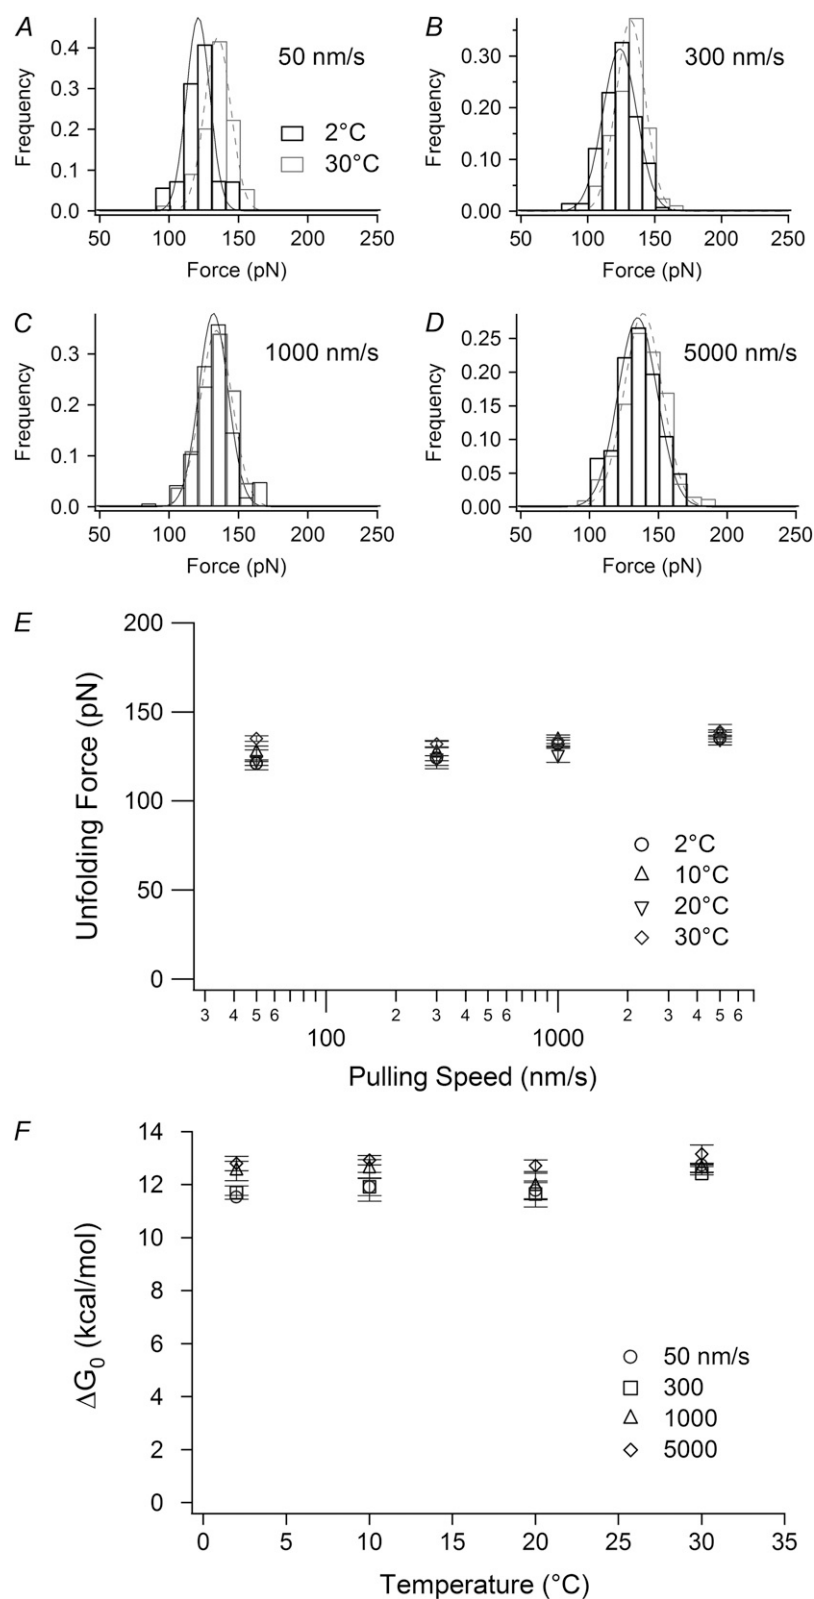 A
50 nm/s
Frequency
0.4
0.3
0.2
0.1
0.0
2°C
30°C
50 100 150 200 250
Force (pN)
B
300 nm/s
Frequency
0.30
0.20
0.10
0.00
50 100 150 200 250
Force (pN)
C
1000 nm/s
Frequency
0.3
0.2
0.1
0.0
50 100 150 200 250
Force (pN)
D
5000 nm/s
Frequency
0.25
0.20
0.15
0.10
0.05
0.00
50 100 150 200 250
Force (pN)
E
Unfolding Force (pN)
200
150
100
50
0
2°C
10°C
20°C
30°C
3 4 5 6 2 3 4 5 6 2 3 4 5 6
100 1000
Pulling Speed (nm/s)
F
ΔG0 (kcal/mol)
14
12
10
8
6
4
2
0
50 nm/s
300
1000
5000
0 5 10 15 20 25 30 35
Temperature (°C)